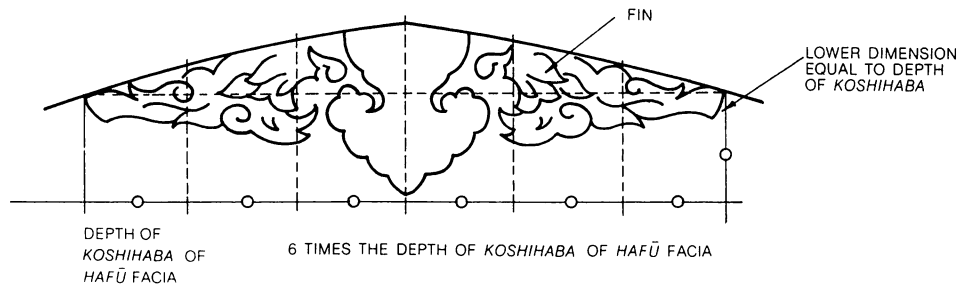 FIN
LOWER DIMENSION
EQUAL TO DEPTH
OF KOSHIHABA
DEPTH OF
KOSHIHABA OF
HAFŪ FACIA
6 TIMES THE DEPTH OF KOSHIHABA OF HAFŪ FACIA